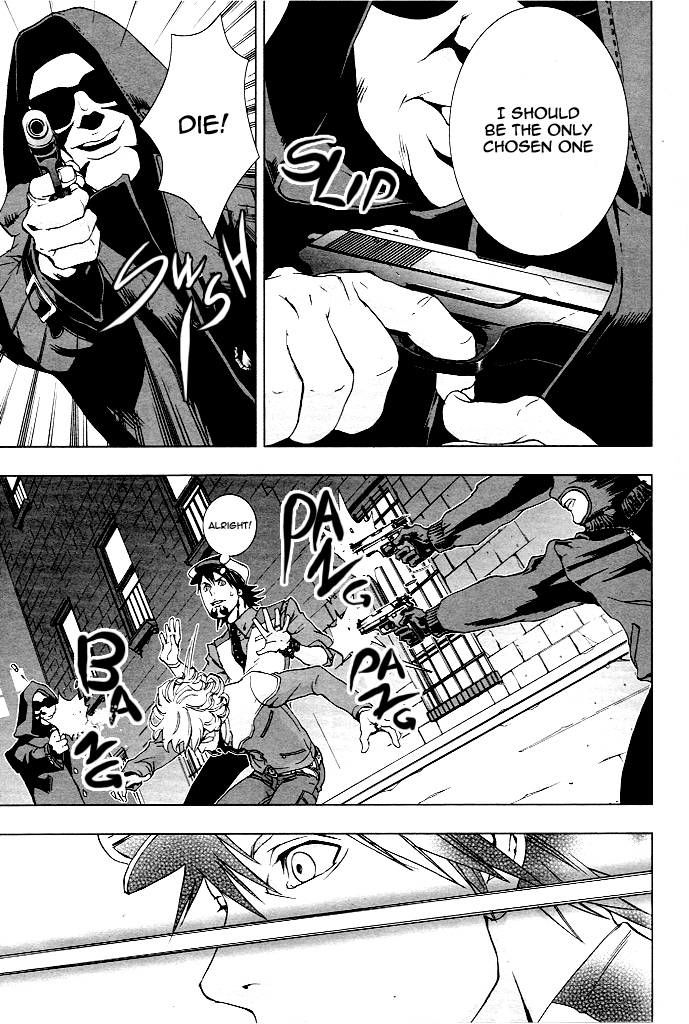 I SHOULD
BE THE ONLY
CHOSEN ONE
SLIP
DIE!
SWISH
PANG
ALRIGHT!
PANG
BANG